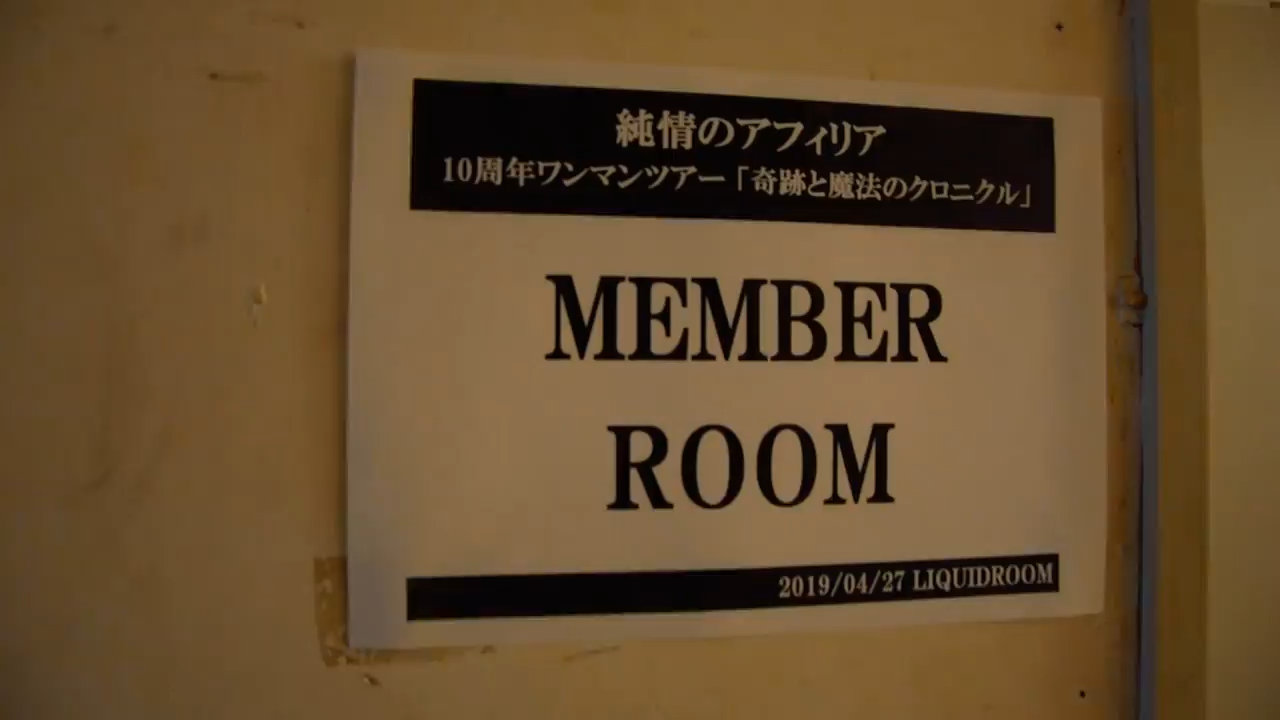 純情のアフィリア
10周年ワンマンツアー「奇跡と魔法のクロニクル」
MEMBER
ROOM
2019/04/27 LIQUIDROOM